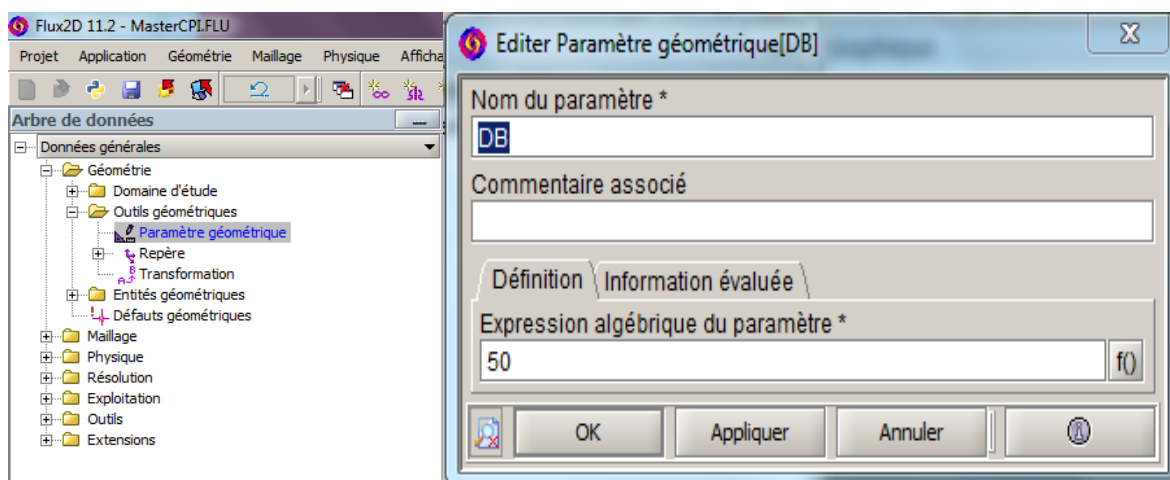 Flux2D 11.2 - MasterCPI.FLU
Projet Application Géométrie Maillage Physique Afficha
Arbre de données
Données générales
Géométrie
Domaine d'étude
Outils géométriques
Paramètre géométrique
Repère
Transformation
Entités géométriques
Défauts géométriques
Maillage
Physique
Résolution
Exploitation
Outils
Extensions
Editer Paramètre géométrique[DB]
Nom du paramètre *
DB
Commentaire associé
Définition Information évaluée
Expression algébrique du paramètre *
50 f()
OK Appliquer Annuler